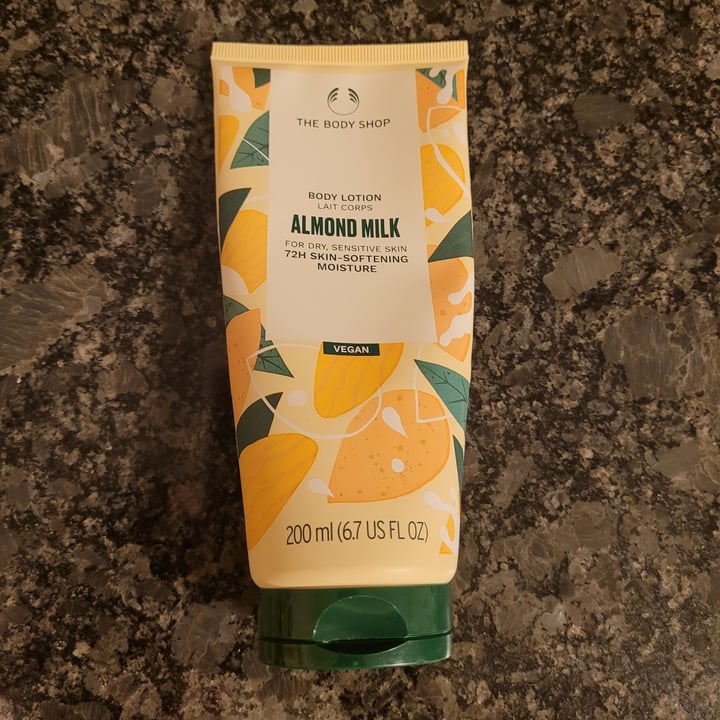 THE BODY SHOP
BODY LOTION
LAIT CORPS
ALMOND MILK
FOR DRY, SENSITIVE SKIN
72H SKIN-SOFTENING
MOISTURE
VEGAN
200 ml (6.7 US FL OZ)